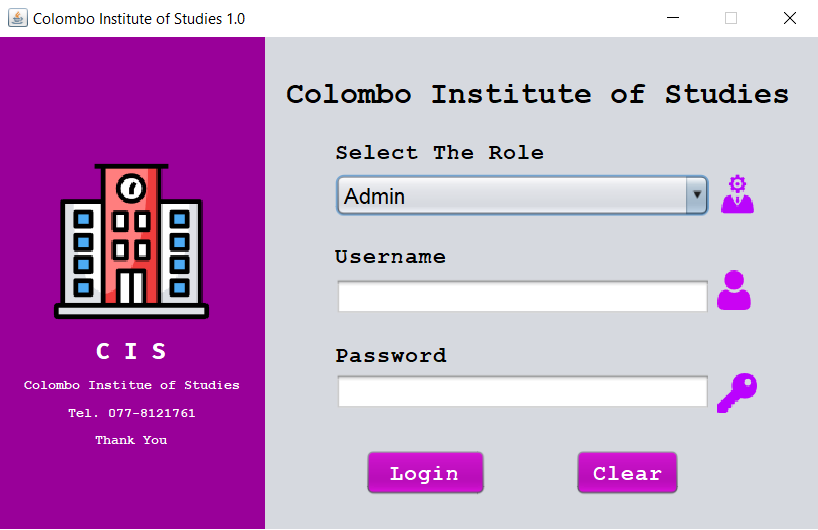 Colombo Institute of Studies 1.0
C I S
Colombo Institue of Studies
Tel. 077-8121761
Thank You
Colombo Institute of Studies
Select The Role
Admin
Username
Password
Login
Clear